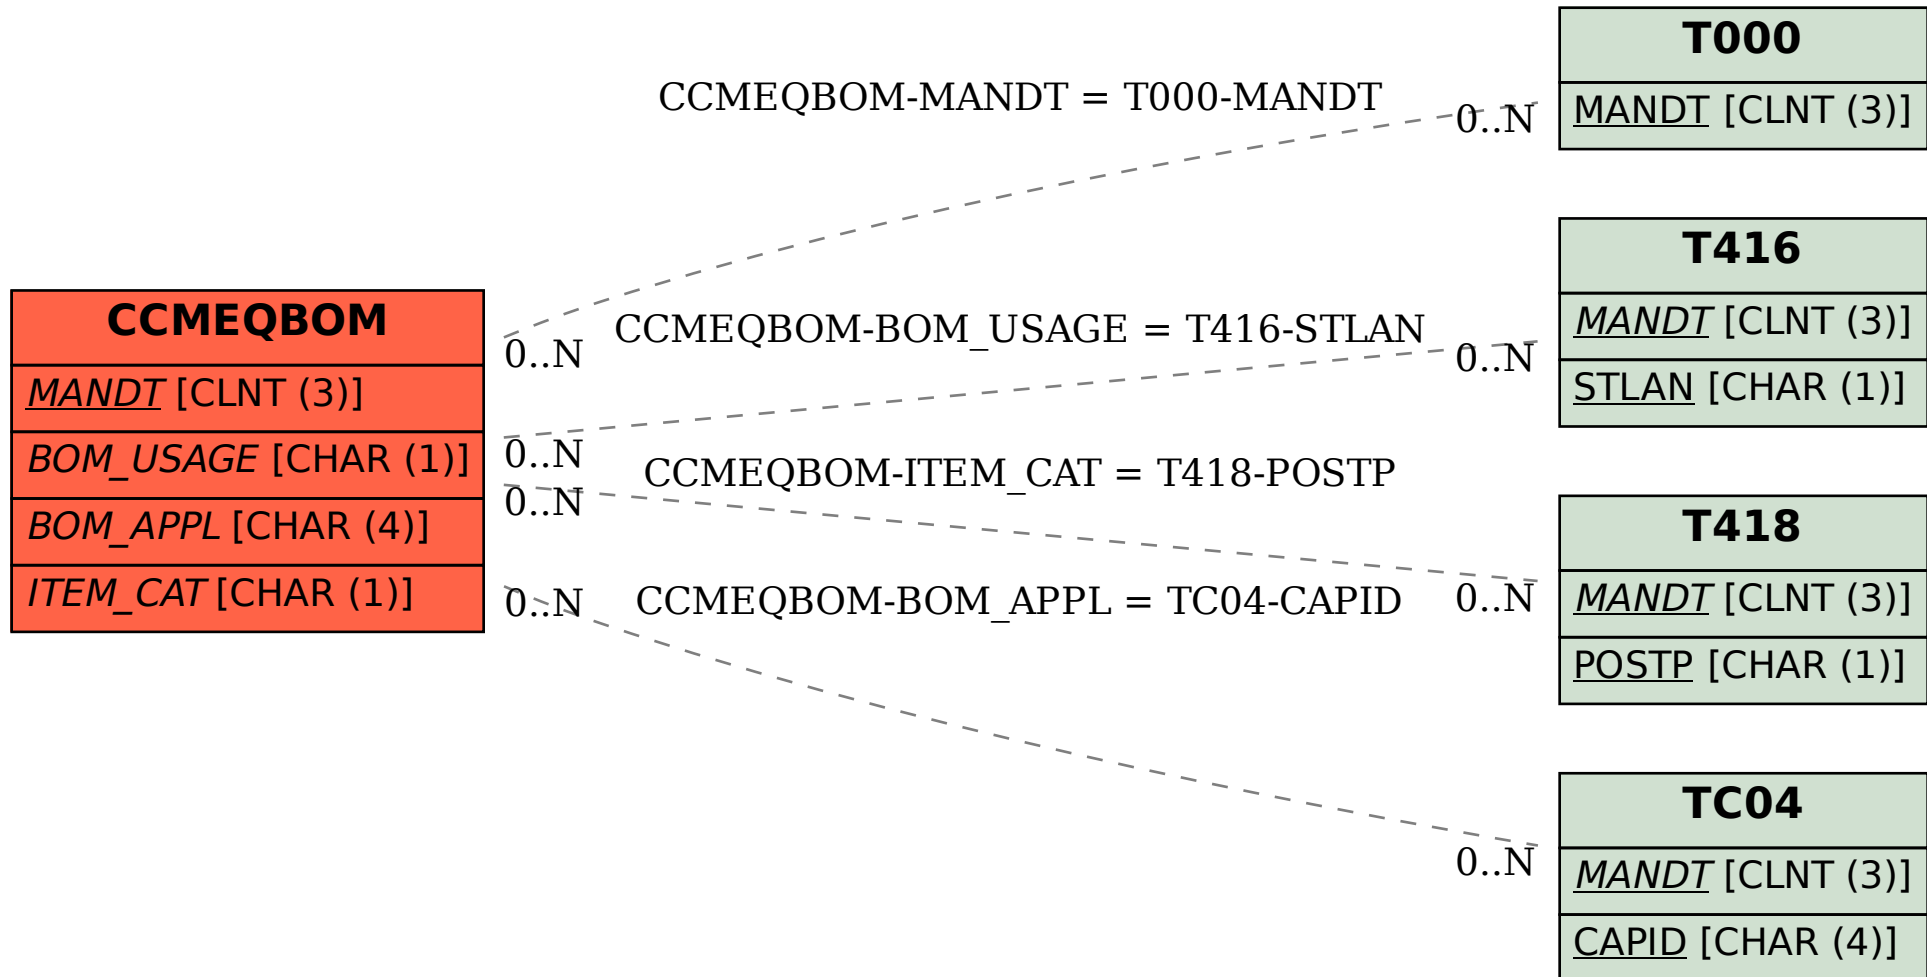 CCMEQBOM
MANDT [CLNT (3)]
BOM_USAGE [CHAR (1)]
BOM_APPL [CHAR (4)]
ITEM_CAT [CHAR (1)]
CCMEQBOM-MANDT = T000-MANDT
0..N
0..N
CCMEQBOM-BOM_USAGE = T416-STLAN
0..N
0..N
CCMEQBOM-ITEM_CAT = T418-POSTP
0..N
0..N
CCMEQBOM-BOM_APPL = TC04-CAPID
0..N
0..N
T000
MANDT [CLNT (3)]
T416
MANDT [CLNT (3)]
STLAN [CHAR (1)]
T418
MANDT [CLNT (3)]
POSTP [CHAR (1)]
TC04
MANDT [CLNT (3)]
CAPID [CHAR (4)]